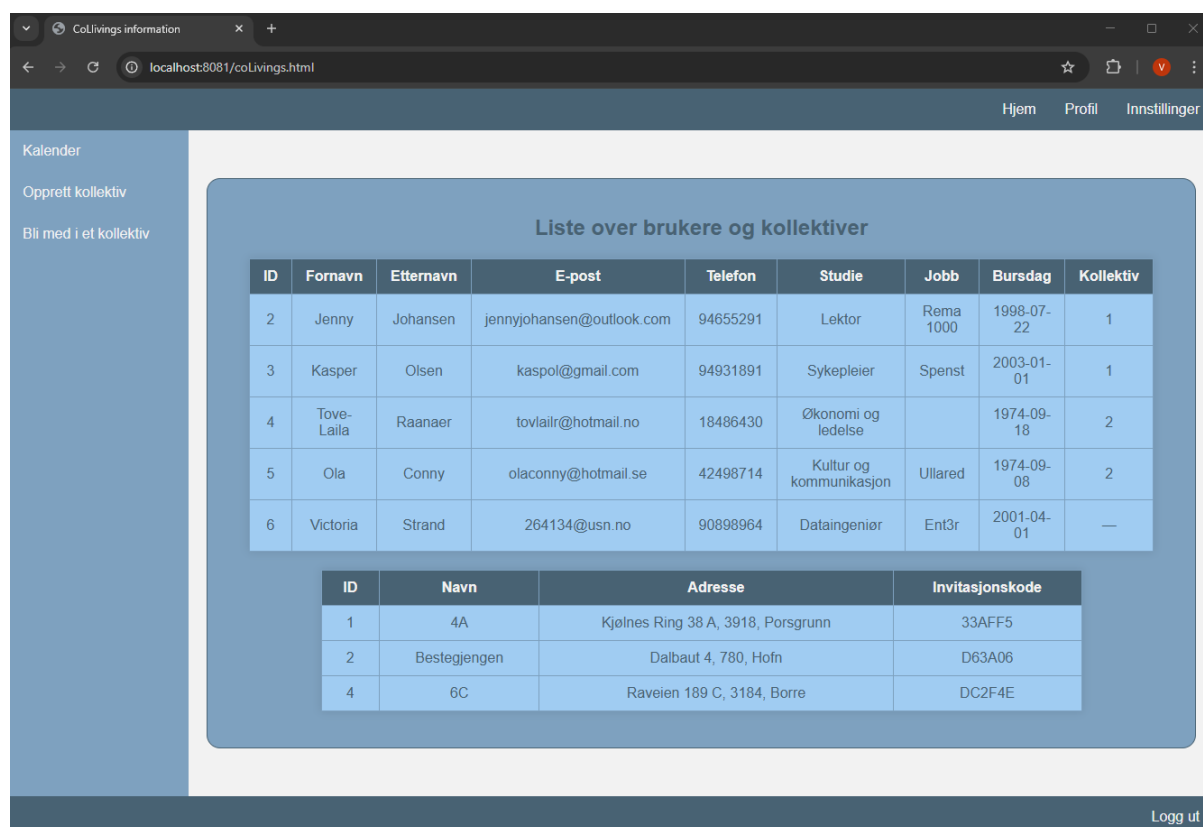 CoLlivings information
localhost:8081/coLivings.html
V
Hjem Profil Innstillinger
Kalender
Opprett kollektiv
Bli med i et kollektiv
Liste over brukere og kollektiver
ID Fornavn Etternavn E-post Telefon Studie Jobb Bursdag Kollektiv
2 Jenny Johansen jennyjohansen@outlook.com 94655291 Lektor Rema 1000 1998-07-22 1
3 Kasper Olsen kaspol@gmail.com 94931891 Sykepleier Spenst 2003-01-01 1
4 Tove-Laila Raanaer tovlailr@hotmail.no 18486430 Økonomi og ledelse 1974-09-18 2
5 Ola Conny olaconny@hotmail.se 42498714 Kultur og kommunikasjon Ullared 1974-09-08 2
6 Victoria Strand 264134@usn.no 90898964 Dataingeniør Ent3r 2001-04-01 —
ID Navn Adresse Invitasjonskode
1 4A Kjølnes Ring 38 A, 3918, Porsgrunn 33AFF5
2 Bestegjengen Dalbaut 4, 780, Hofn D63A06
4 6C Raveien 189 C, 3184, Borre DC2F4E
Logg ut